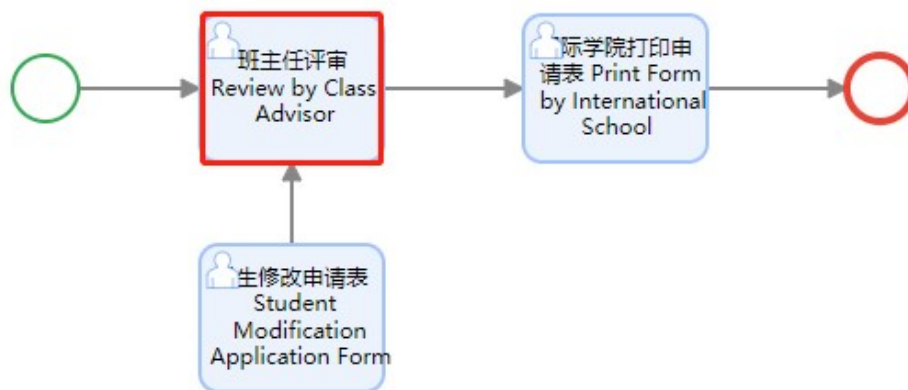 班主任评审
Review by Class
Advisor
际学院打印申
请表 Print Form
by International
School
生修改申请表
Student
Modification
Application Form